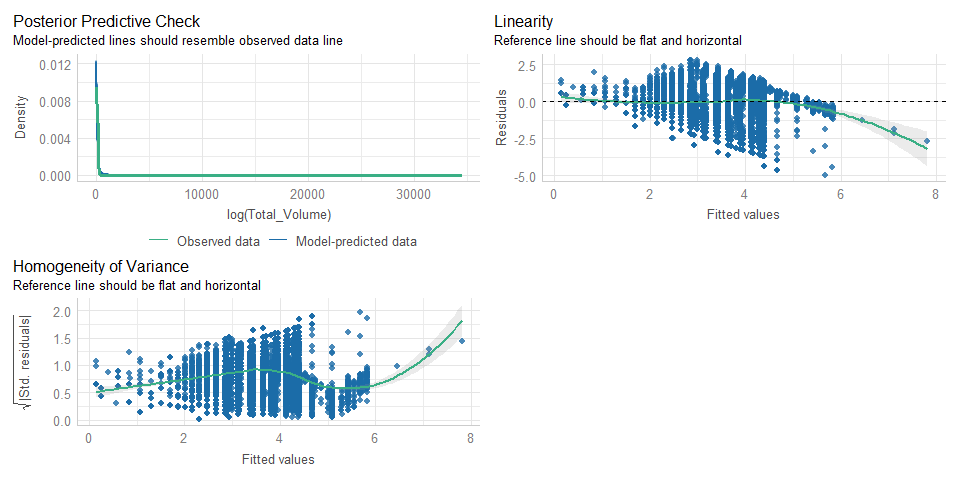 Posterior Predictive Check
Model-predicted lines should resemble observed data line
0.012
0.008
0.004
0.000
Density
0
10000
20000
30000
log(Total_Volume)
Observed data
Model-predicted data
Linearity
Reference line should be flat and horizontal
2.5
0.0
-2.5
-5.0
Residuals
0
2
4
6
8
Fitted values
Homogeneity of Variance
Reference line should be flat and horizontal
2.0
1.5
1.0
0.5
0.0
√|Std. residuals|
0
2
4
6
8
Fitted values